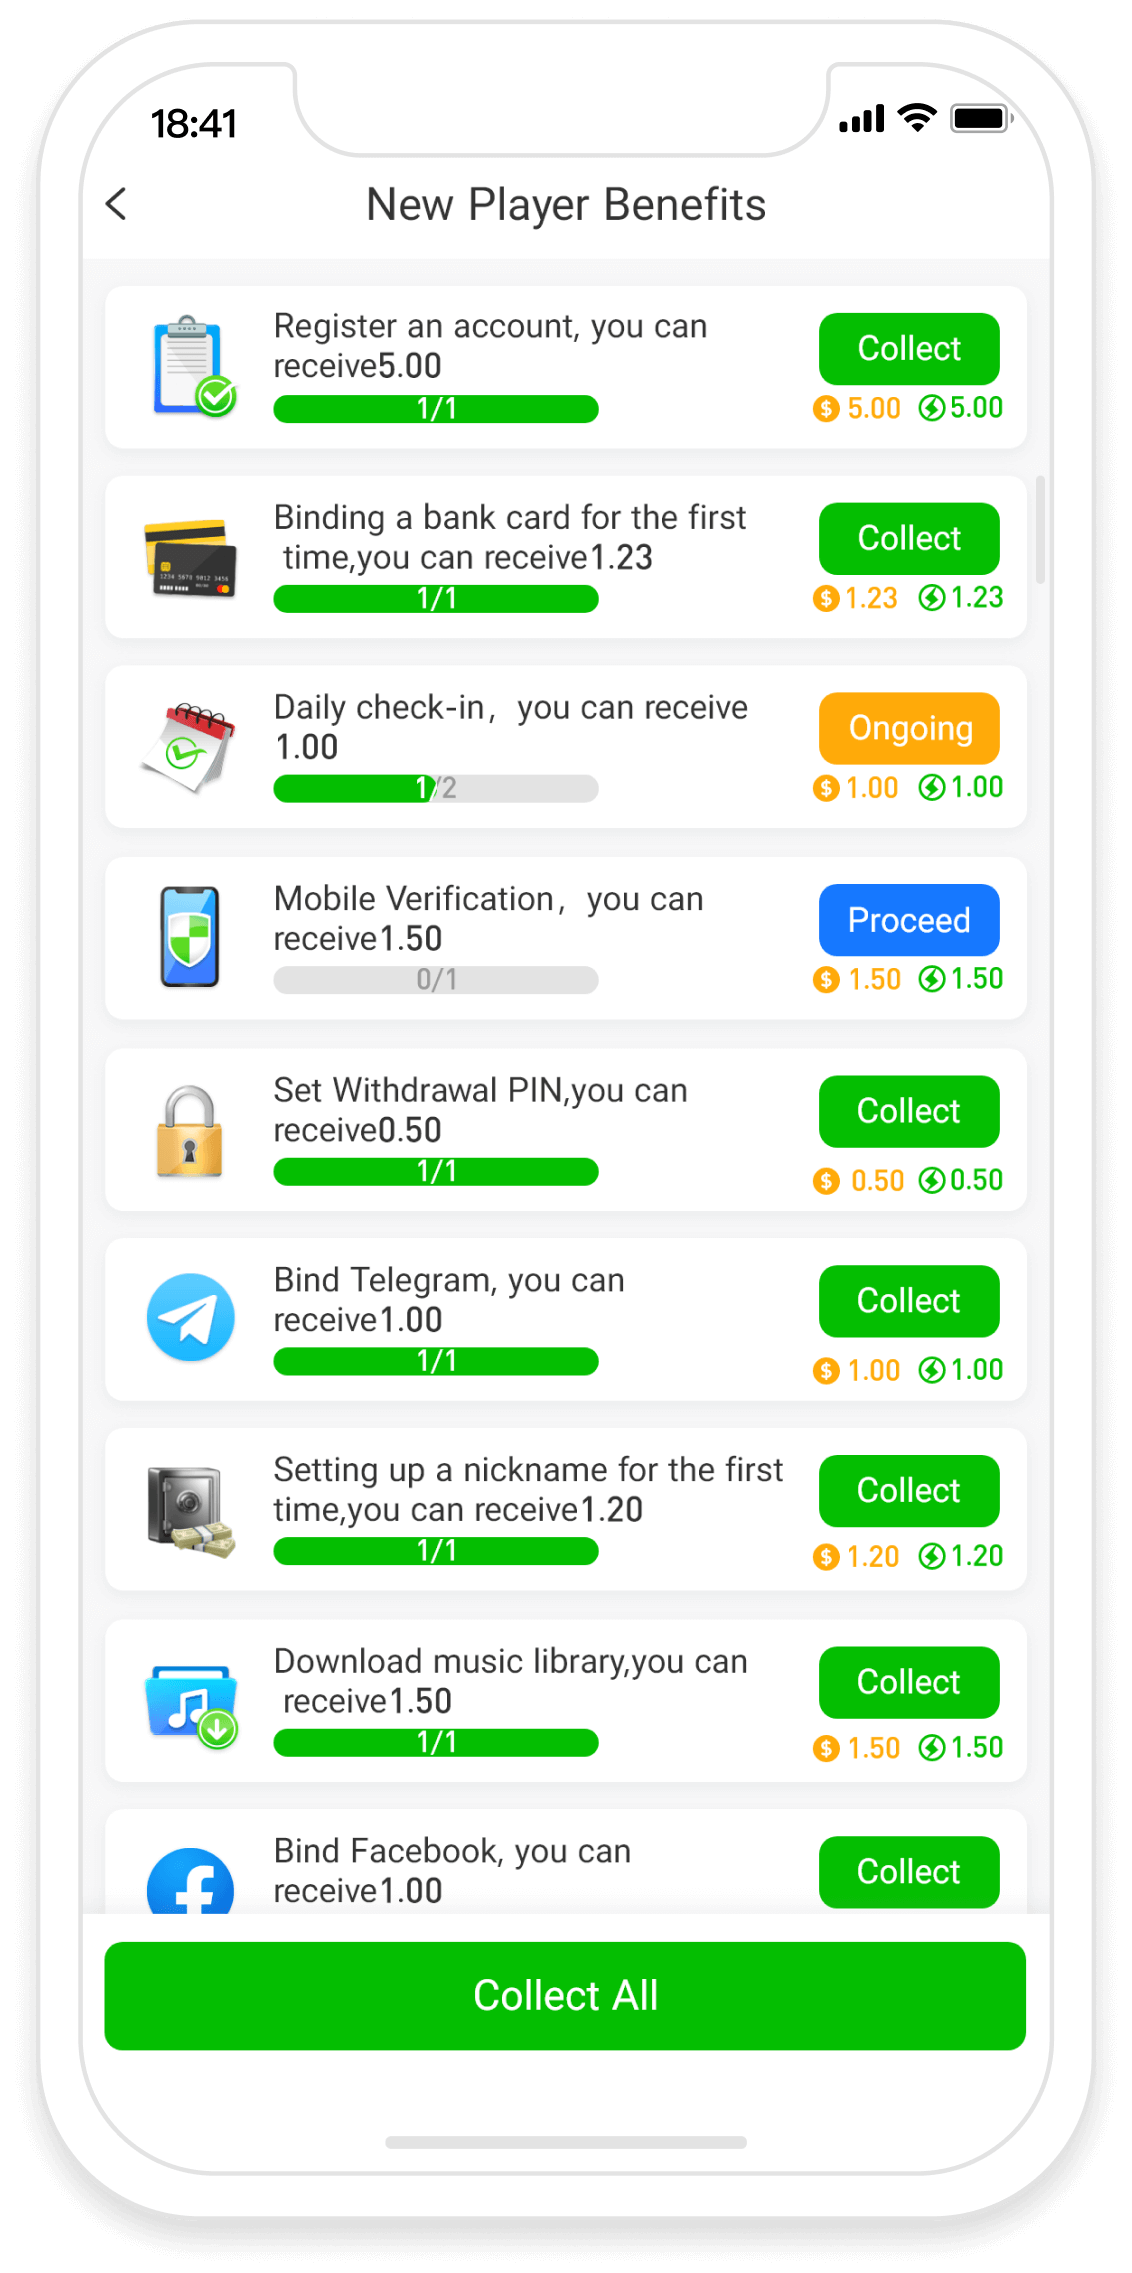 18:41
New Player Benefits
Register an account, you can
receive5.00
1/1
Collect
5.00 5.00
Binding a bank card for the first
time,you can receive1.23
1/1
Collect
1.23 1.23
1234 5678 9012 3456
Daily check-in，you can receive
1.00
1/2
Ongoing
1.00 1.00
Mobile Verification，you can
receive1.50
0/1
Proceed
1.50 1.50
Set Withdrawal PIN,you can
receive0.50
1/1
Collect
0.50 0.50
Bind Telegram, you can
receive1.00
1/1
Collect
1.00 1.00
Setting up a nickname for the first
time,you can receive1.20
1/1
Collect
1.20 1.20
Download music library,you can
receive1.50
1/1
Collect
1.50 1.50
Bind Facebook, you can
receive1.00
Collect
Collect All